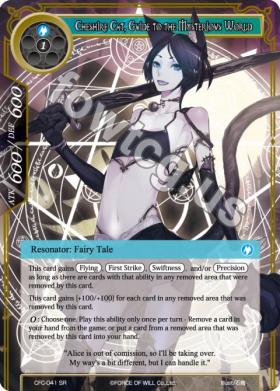 Cheshire Cat, Guide to the Mysterious World
1
ATK 600
/DEF 600
fowtcg.us
Resonator: Fairy Tale
This card gains Flying, First Strike, Swiftness, and/or Precision
as long as there are cards with that ability in any removed area that were
removed by this card.
This card gains [+100/+100] for each card in any removed area that was
removed by this card.
0: Choose one. Play this ability only once per turn - Remove a card in
your hand from the game; or put a card from a removed area that was
removed by this card into your hand.
"Alice is out of comission, so I'll be taking over.
My way's a bit different, but I can handle it."
CFC-041 SR
©FORCE OF WILL Co.,Ltd.
Illust/